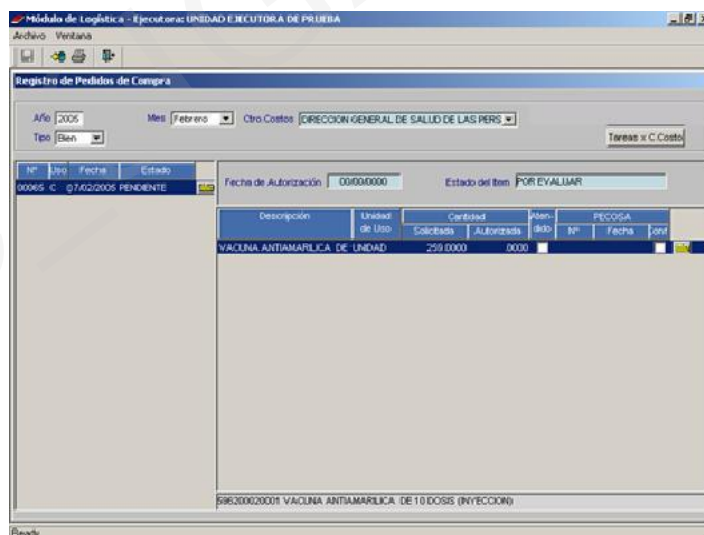 Módulo de Logística - Ejecutora: UNIDAD EJECUTORA DE PRUEBA
Archivo Ventana
Registro de Pedidos de Compra
Año 2005 Mes Febrero Ctro.Costos DIRECCION GENERAL DE SALUD DE LAS PERS
Tipo Bien Tareas x C.Costo
Nº Uso Fecha Estado
00065 C 07/02/2005 PENDIENTE
Fecha de Autorización 00/00/0000 Estado del Item POR EVALUAR
Descripción Unidad de Uso Cantidad Solicitada Autorizada Aten-dido PECOSA Nº Fecha Conf
VACUNA ANTIAMARILICA DE UNIDAD 259.0000 .0000
VACUNA ANTIAMARILICA DE 10 DOSIS (INYECCION)
Ready